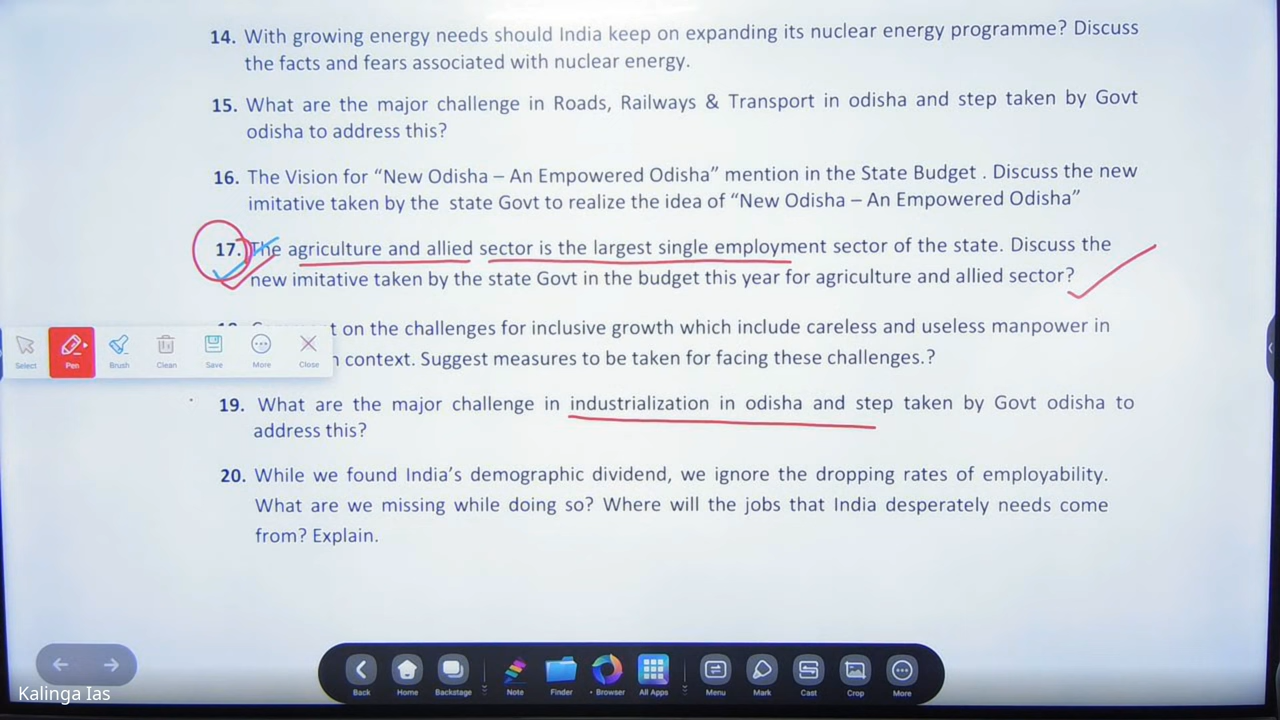 14. With growing energy needs should India keep on expanding its nuclear energy programme? Discuss
the facts and fears associated with nuclear energy.
15. What are the major challenge in Roads, Railways & Transport in odisha and step taken by Govt
odisha to address this?
16. The Vision for “New Odisha – An Empowered Odisha” mention in the State Budget . Discuss the new
imitative taken by the state Govt to realize the idea of “New Odisha – An Empowered Odisha”
17. The agriculture and allied sector is the largest single employment sector of the state. Discuss the
new imitative taken by the state Govt in the budget this year for agriculture and allied sector?
t on the challenges for inclusive growth which include careless and useless manpower in
context. Suggest measures to be taken for facing these challenges.?
Select Pen Brush Clean Save More Close
19. What are the major challenge in industrialization in odisha and step taken by Govt odisha to
address this?
20. While we found India’s demographic dividend, we ignore the dropping rates of employability.
What are we missing while doing so? Where will the jobs that India desperately needs come
from? Explain.
Back Home Backstage Note Finder Browser All Apps Menu Mark Cast Crop More
Kalinga Ias